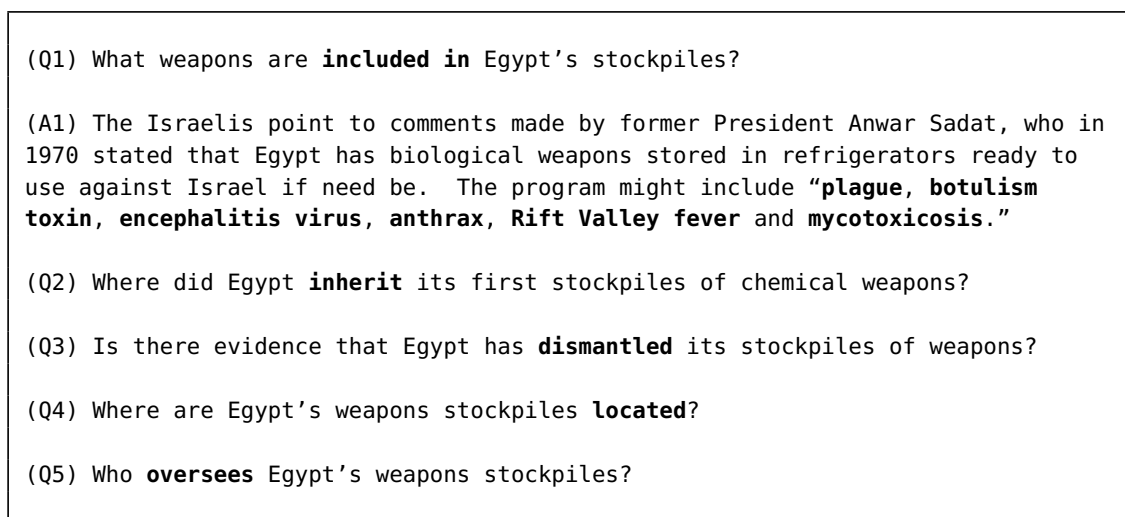 (Q1) What weapons are included in Egypt’s stockpiles?
(A1) The Israelis point to comments made by former President Anwar Sadat, who in
1970 stated that Egypt has biological weapons stored in refrigerators ready to
use against Israel if need be.  The program might include “plague, botulism
toxin, encephalitis virus, anthrax, Rift Valley fever and mycotoxicosis.”
(Q2) Where did Egypt inherit its first stockpiles of chemical weapons?
(Q3) Is there evidence that Egypt has dismantled its stockpiles of weapons?
(Q4) Where are Egypt’s weapons stockpiles located?
(Q5) Who oversees Egypt’s weapons stockpiles?